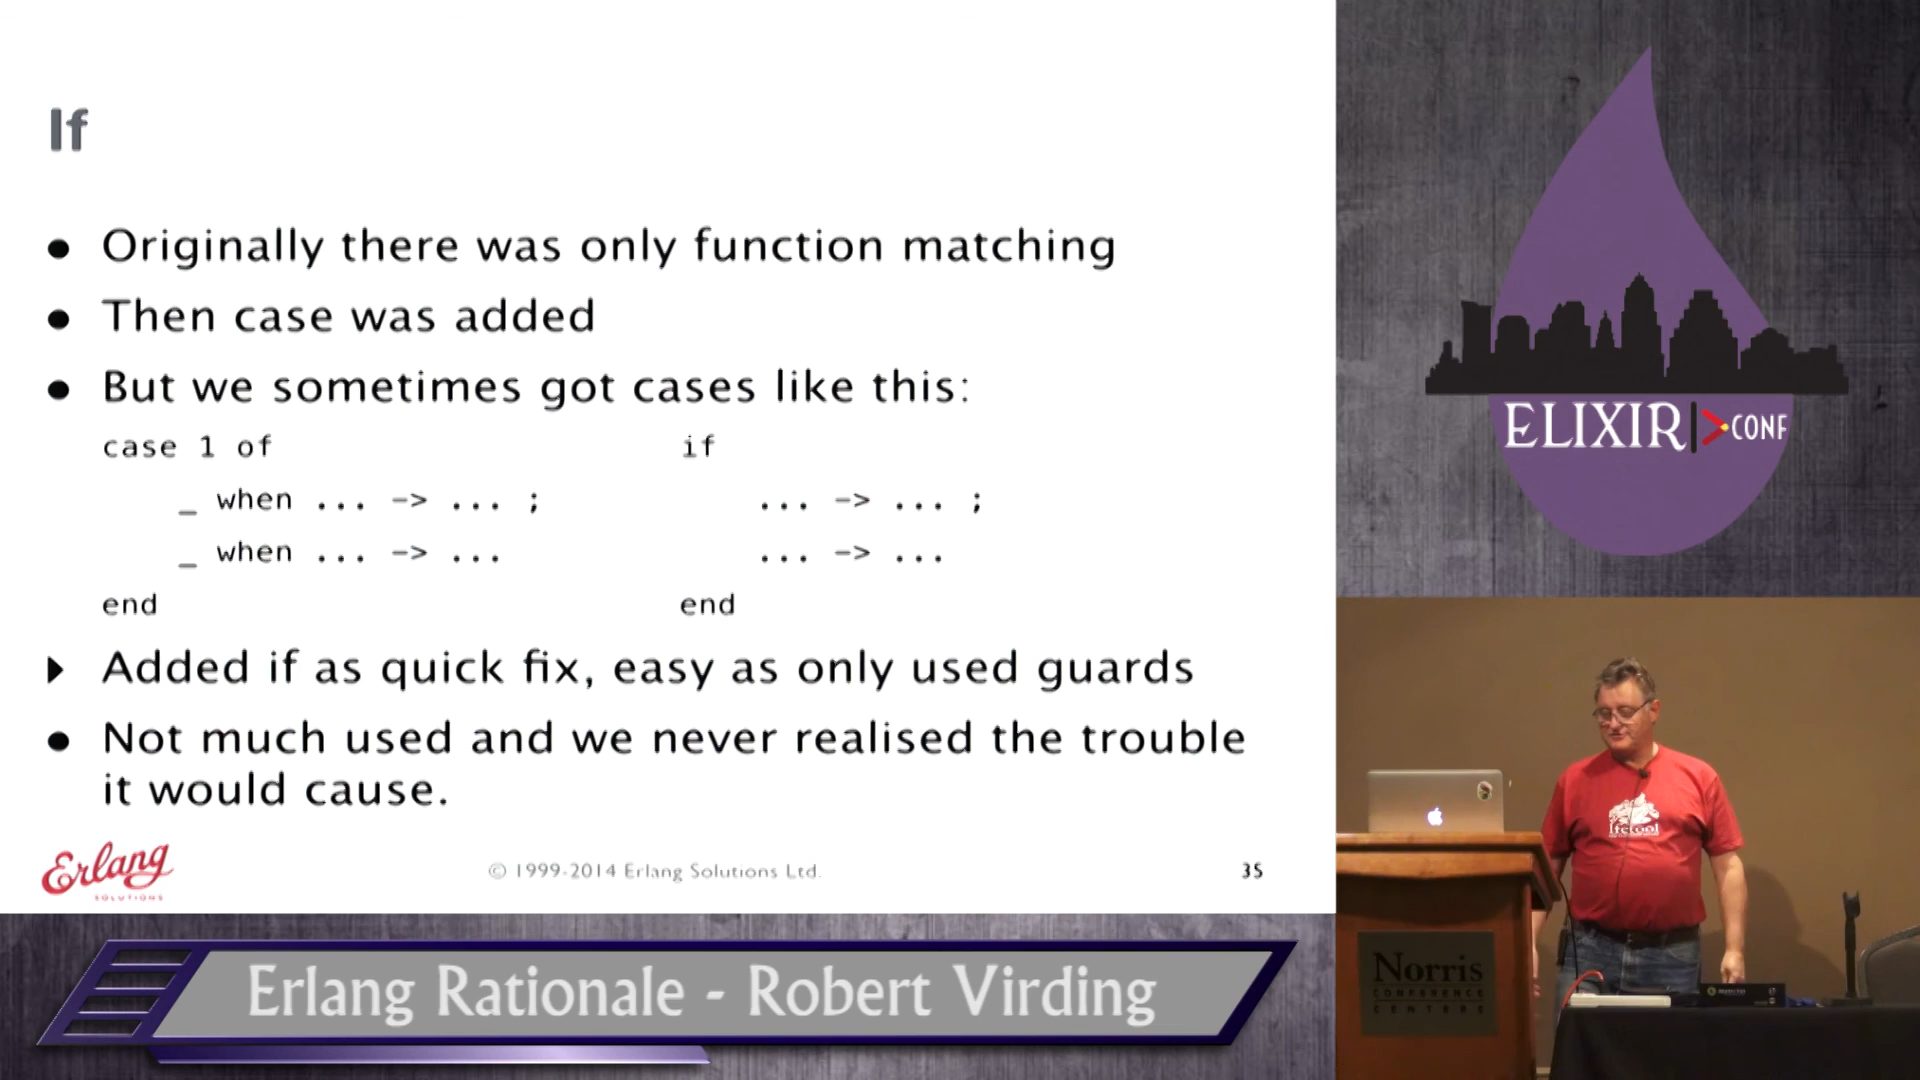 If
● Originally there was only function matching
● Then case was added
● But we sometimes got cases like this:
case 1 of
_ when ... -> ... ;
_ when ... -> ...
end
if
... -> ... ;
... -> ...
end
▶ Added if as quick fix, easy as only used guards
● Not much used and we never realised the trouble
it would cause.
Erlang
SOLUTIONS
© 1999-2014 Erlang Solutions Ltd.
35
ELIXIR
CONF
Norris
CONFERENCE
CENTERS
Erlang Rationale - Robert Virding